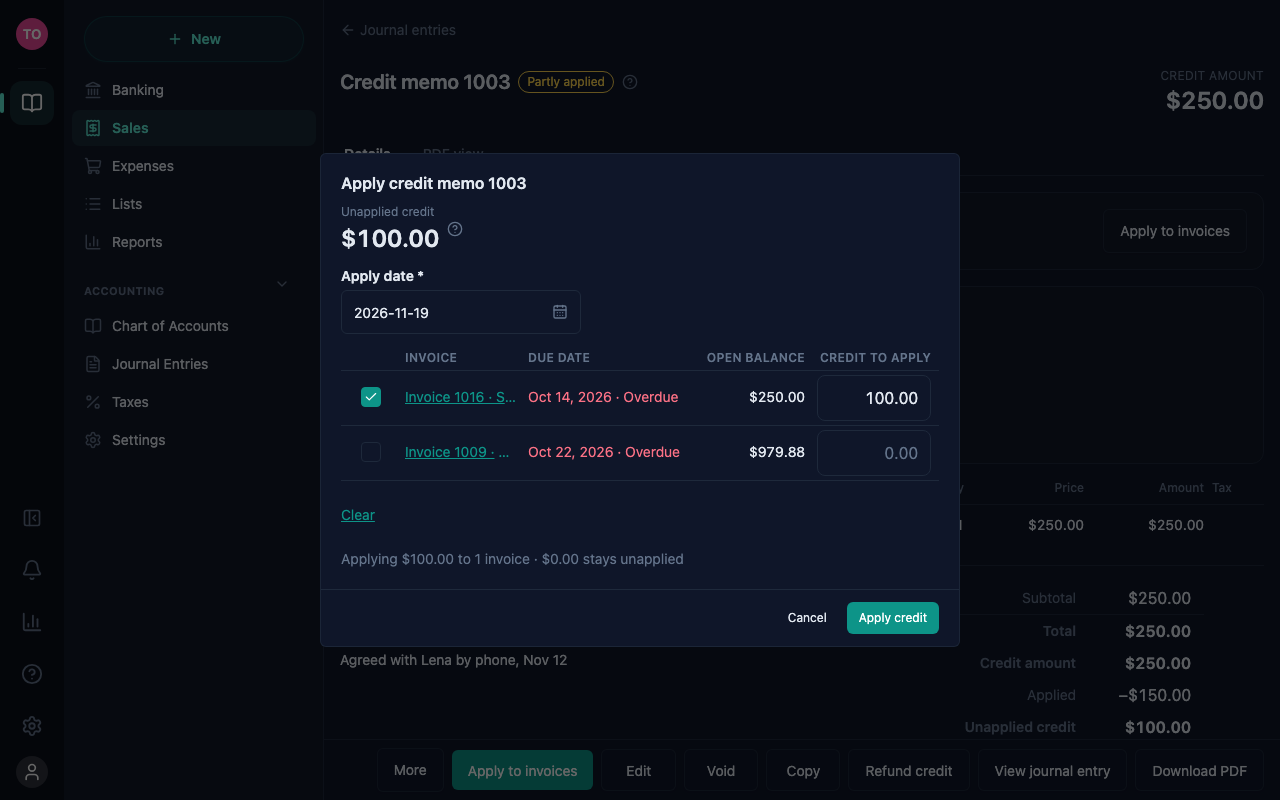 TO
+ New
Banking
Sales
Expenses
Lists
Reports
ACCOUNTING
Chart of Accounts
Journal Entries
Taxes
Settings
← Journal entries
Credit memo 1003 Partly applied
CREDIT AMOUNT
$250.00
Details PDF view
Apply to invoices
Apply credit memo 1003
Unapplied credit
$100.00
Apply date *
2026-11-19
INVOICE DUE DATE OPEN BALANCE CREDIT TO APPLY
Invoice 1016 · S... Oct 14, 2026 · Overdue $250.00 100.00
Invoice 1009 · ... Oct 22, 2026 · Overdue $979.88 0.00
Clear
Applying $100.00 to 1 invoice · $0.00 stays unapplied
Cancel Apply credit
Price Amount Tax
$250.00 $250.00
Subtotal $250.00
Total $250.00
Credit amount $250.00
Applied –$150.00
Unapplied credit $100.00
Agreed with Lena by phone, Nov 12
More Apply to invoices Edit Void Copy Refund credit View journal entry Download PDF